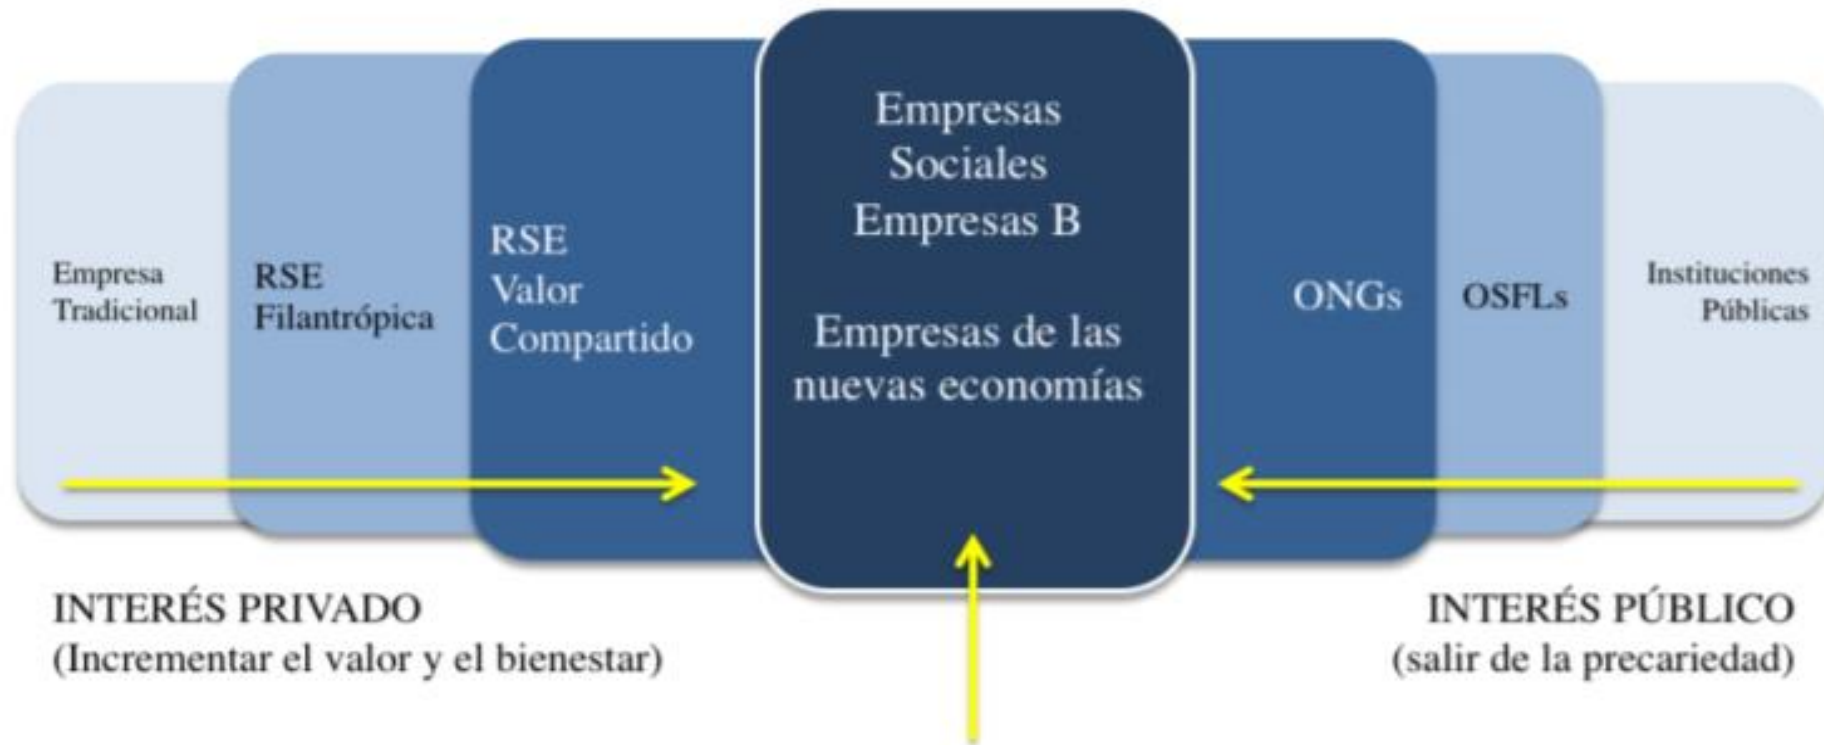 Empresa
Tradicional
RSE
Filantrópica
RSE
Valor
Compartido
Empresas
Sociales
Empresas B
Empresas de las
nuevas economías
ONGs
OSFLs
Instituciones
Públicas
INTERÉS PRIVADO
(Incrementar el valor y el bienestar)
INTERÉS PÚBLICO
(salir de la precariedad)